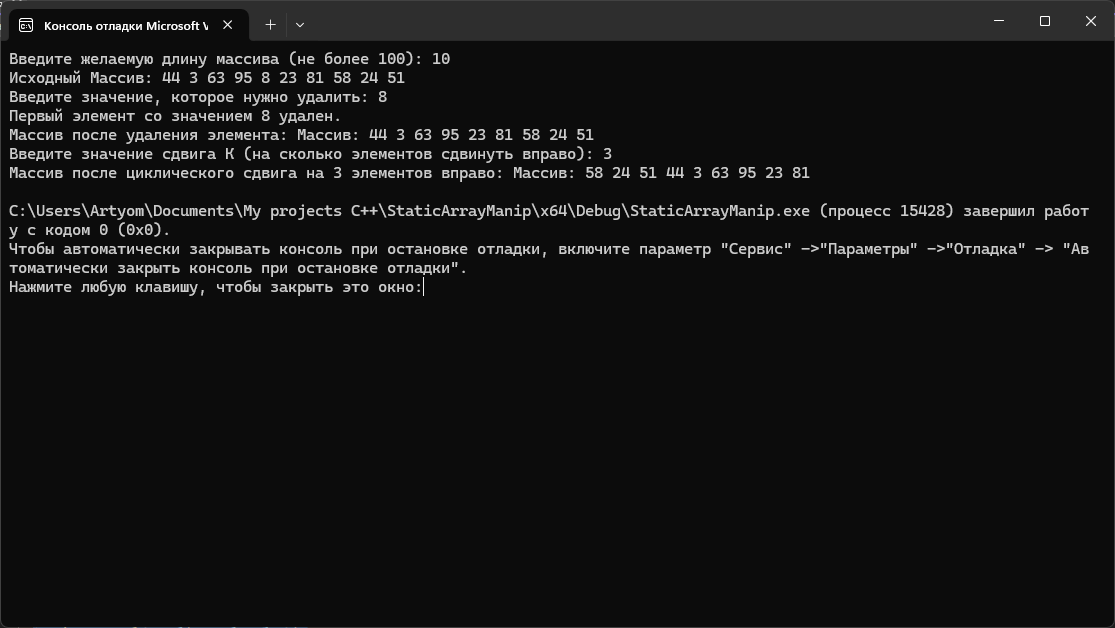 Консоль отладки Microsoft V
Введите желаемую длину массива (не более 100): 10
Исходный Массив: 44 3 63 95 8 23 81 58 24 51
Введите значение, которое нужно удалить: 8
Первый элемент со значением 8 удален.
Массив после удаления элемента: Массив: 44 3 63 95 23 81 58 24 51
Введите значение сдвига К (на сколько элементов сдвинуть вправо): 3
Массив после циклического сдвига на 3 элементов вправо: Массив: 58 24 51 44 3 63 95 23 81
C:\Users\Artyom\Documents\My projects C++\StaticArrayManip\x64\Debug\StaticArrayManip.exe (процесс 15428) завершил работ
у с кодом 0 (0x0).
Чтобы автоматически закрывать консоль при остановке отладки, включите параметр "Сервис" ->"Параметры" ->"Отладка" -> "Ав
томатически закрыть консоль при остановке отладки".
Нажмите любую клавишу, чтобы закрыть это окно: